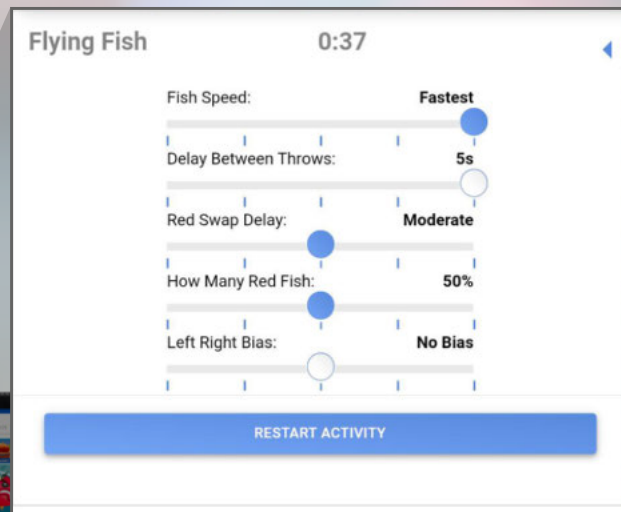 Flying Fish 0:37
Fish Speed: Fastest
Delay Between Throws: 5s
Red Swap Delay: Moderate
How Many Red Fish: 50%
Left Right Bias: No Bias
RESTART ACTIVITY